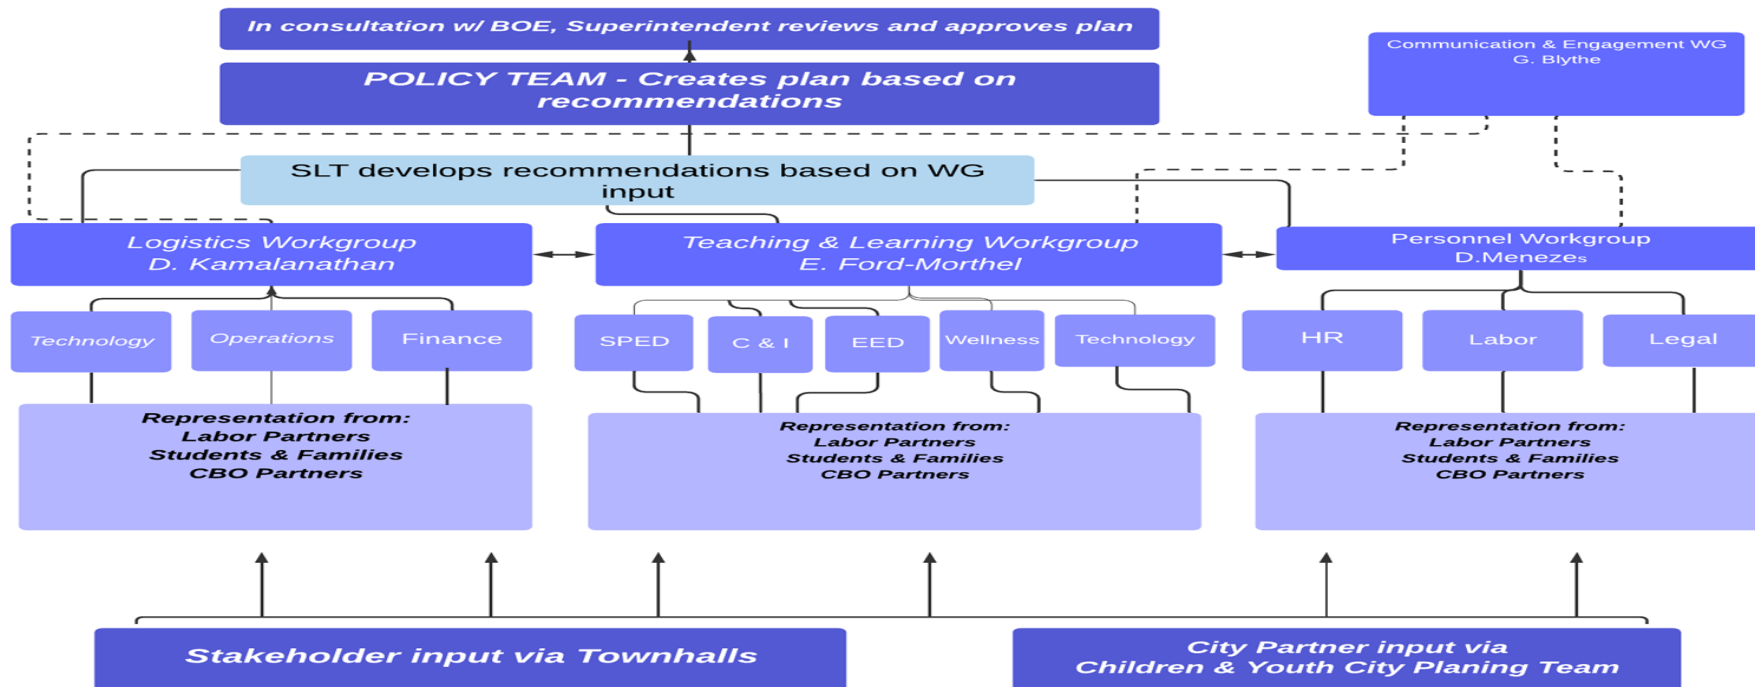 In consultation w/ BOE, Superintendent reviews and approves plan
Communication & Engagement WG
G. Blythe
POLICY TEAM - Creates plan based on
recommendations
SLT develops recommendations based on WG
input
Logistics Workgroup
D. Kamalanathan
Teaching & Learning Workgroup
E. Ford-Morthel
Personnel Workgroup
D.Menezes
Technology
Operations
Finance
SPED
C & I
EED
Wellness
Technology
HR
Labor
Legal
Representation from:
Labor Partners
Students & Families
CBO Partners
Representation from:
Labor Partners
Students & Families
CBO Partners
Representation from:
Labor Partners
Students & Families
CBO Partners
Stakeholder input via Townhalls
City Partner input via
Children & Youth City Planing Team